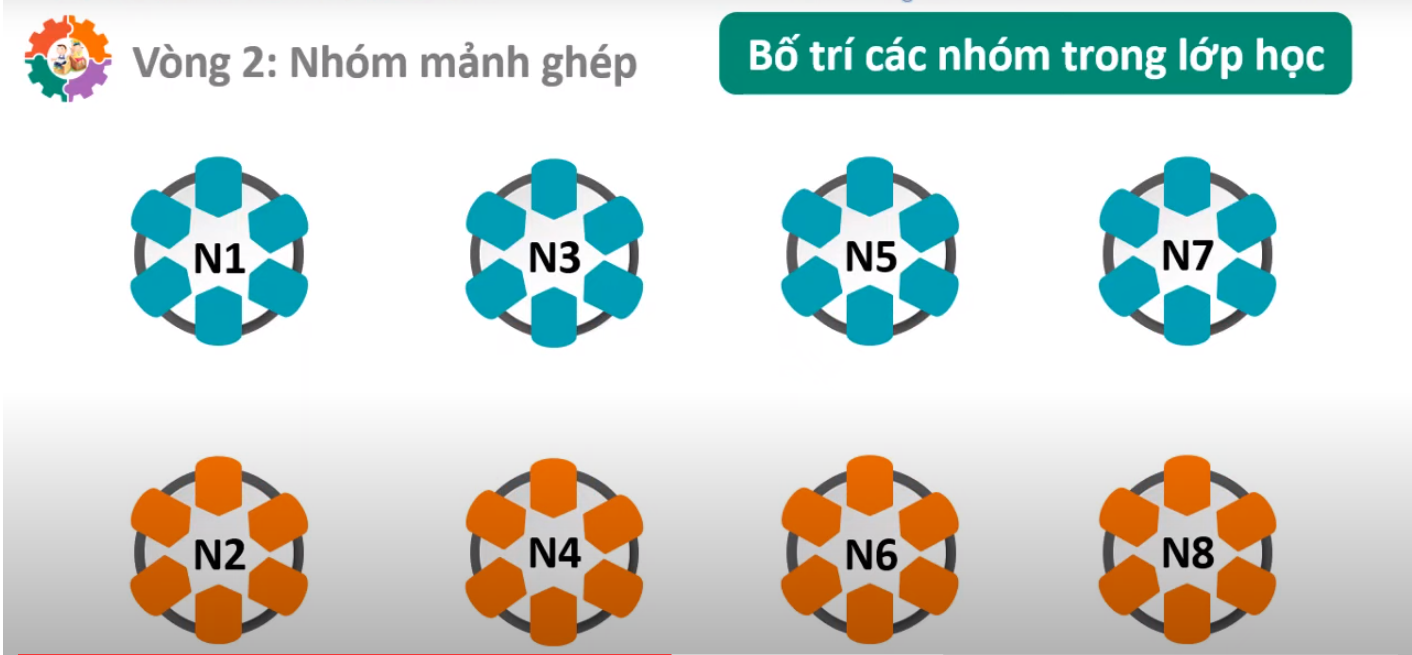 Vòng 2: Nhóm mảnh ghép
Bố trí các nhóm trong lớp học
N1
N3
N5
N7
N2
N4
N6
N8